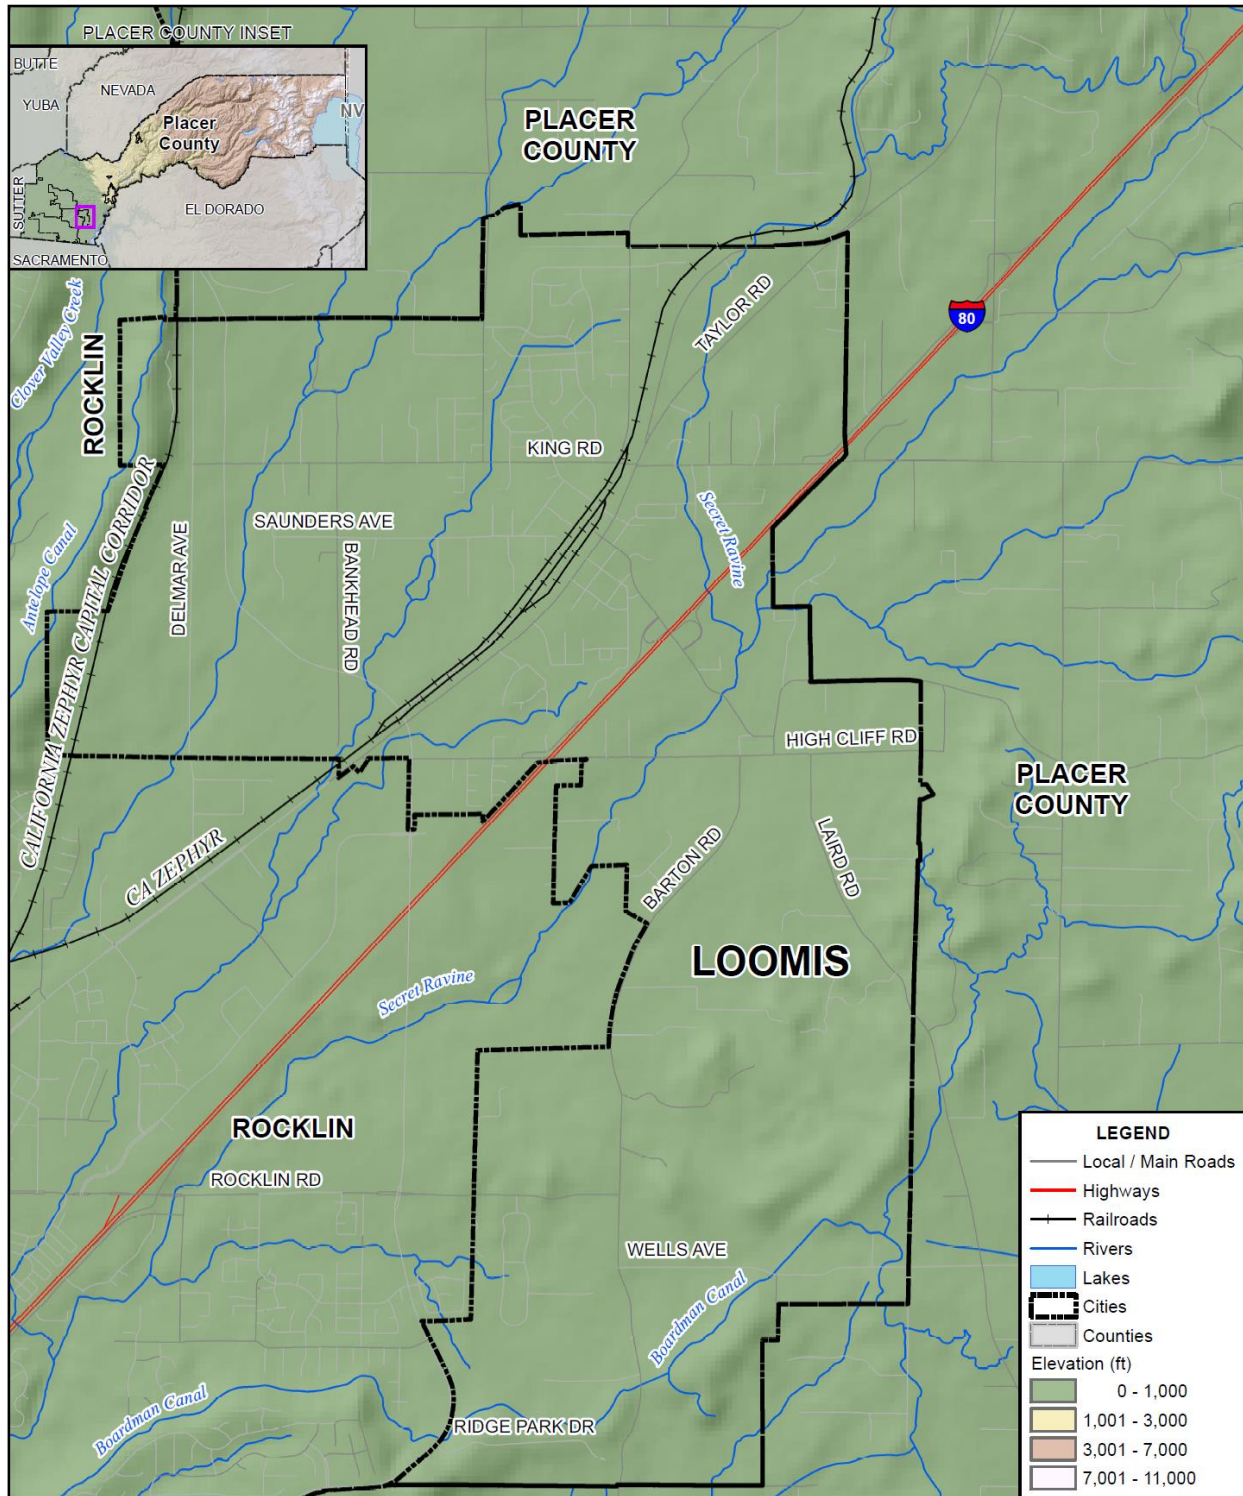 PLACER COUNTY INSET
BUTTE
YUBA
NEVADA
NV
Placer
County
SUTTER
EL DORADO
SACRAMENTO
PLACER
COUNTY
Clover Valley Creek
ROCKLIN
TAYLOR RD
80
KING RD
CALIFORNIA ZEPHYR CAPITAL CORRIDOR
SAUNDERS AVE
Secret Ravine
Antelope Canal
DELMAR AVE
BANKHEAD RD
HIGH CLIFF RD
PLACER
COUNTY
CA ZEPHYR
BARTON RD
LAIRD RD
LOOMIS
Secret Ravine
ROCKLIN
ROCKLIN RD
WELLS AVE
Boardman Canal
Boardman Canal
RIDGE PARK DR
LEGEND
Local / Main Roads
Highways
Railroads
Rivers
Lakes
Cities
Counties
Elevation (ft)
0 - 1,000
1,001 - 3,000
3,001 - 7,000
7,001 - 11,000